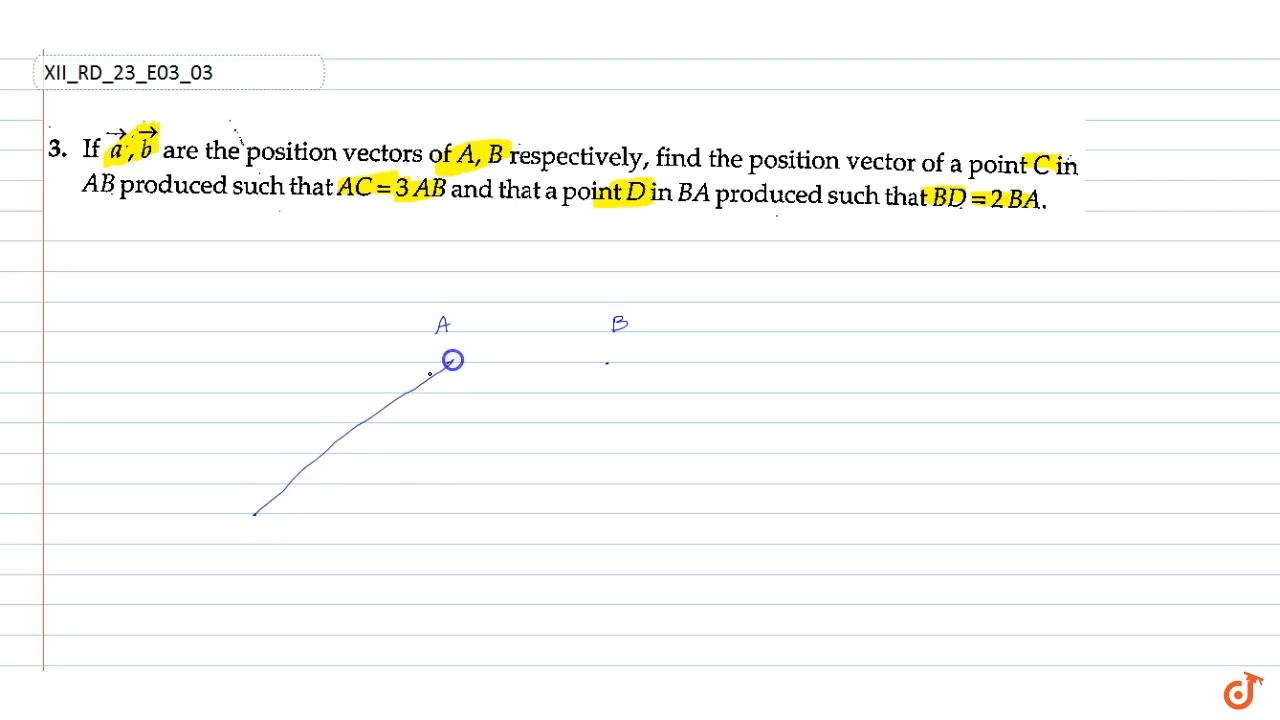 XII_RD_23_E03_03
3. If a⃗, b⃗ are the position vectors of A, B respectively, find the position vector of a point C in
AB produced such that AC = 3 AB and that a point D in BA produced such that BD = 2 BA.
A B